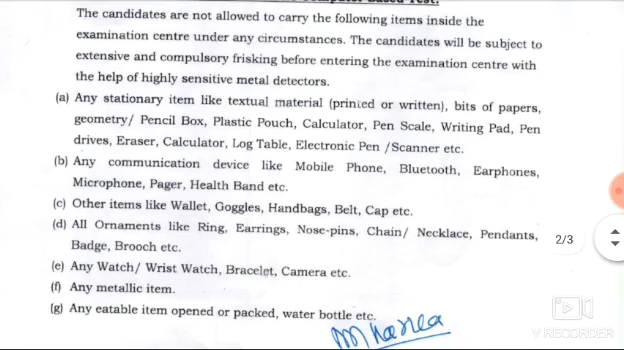 Computer Based Test:
The candidates are not allowed to carry the following items inside the
examination centre under any circumstances. The candidates will be subject to
extensive and compulsory frisking before entering the examination centre with
the help of highly sensitive metal detectors.
(a) Any stationary item like textual material (printed or written), bits of papers,
geometry/ Pencil Box, Plastic Pouch, Calculator, Pen Scale, Writing Pad, Pen
drives, Eraser, Calculator, Log Table, Electronic Pen /Scanner etc.
(b) Any communication device like Mobile Phone, Bluetooth, Earphones,
Microphone, Pager, Health Band etc.
(c) Other items like Wallet, Goggles, Handbags, Belt, Cap etc.
(d) All Ornaments like Ring, Earrings, Nose-pins, Chain/ Necklace, Pendants,
Badge, Brooch etc.
2/3
(e) Any Watch/ Wrist Watch, Bracelet, Camera etc.
(f) Any metallic item.
(g) Any eatable item opened or packed, water bottle etc.
V RECORDER